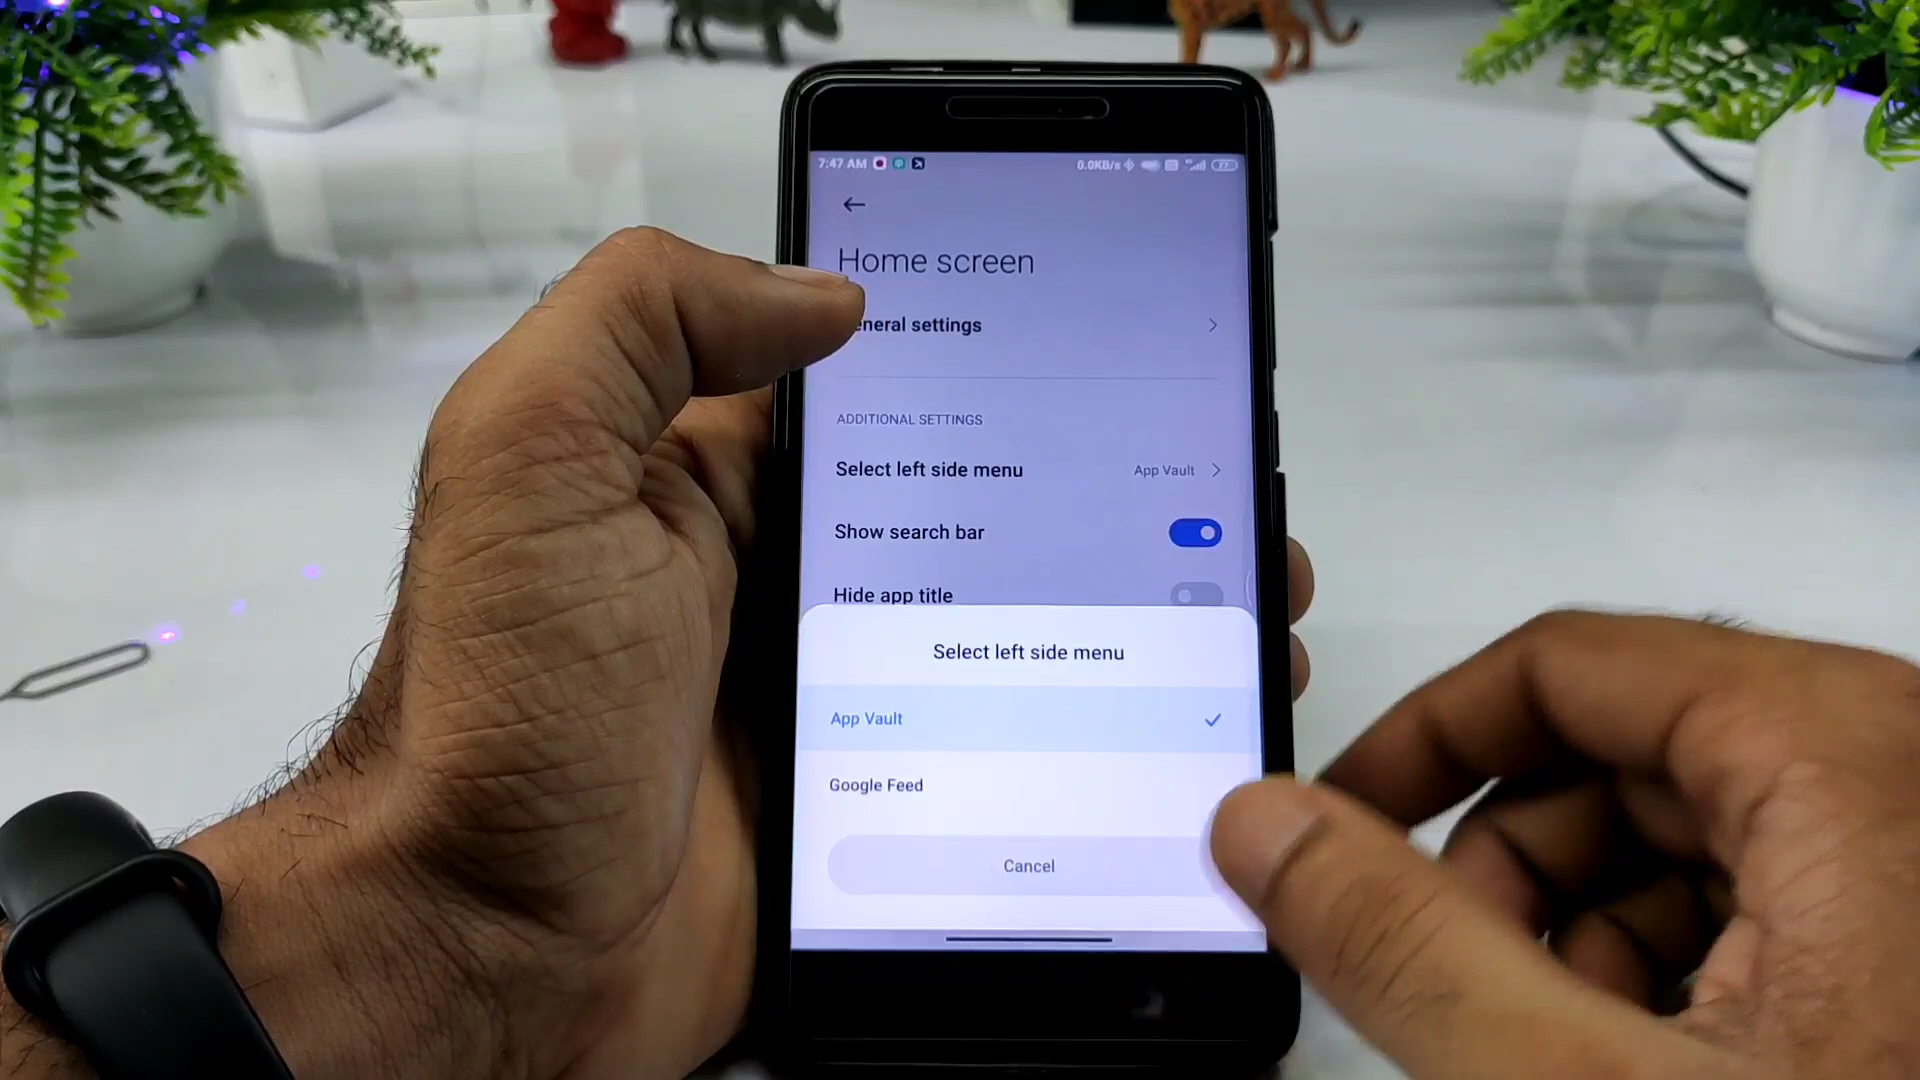 7:47 AM 0.0KB/s 77
Home screen
eneral settings
ADDITIONAL SETTINGS
Select left side menu App Vault
Show search bar
Hide app title
Select left side menu
App Vault
Google Feed
Cancel